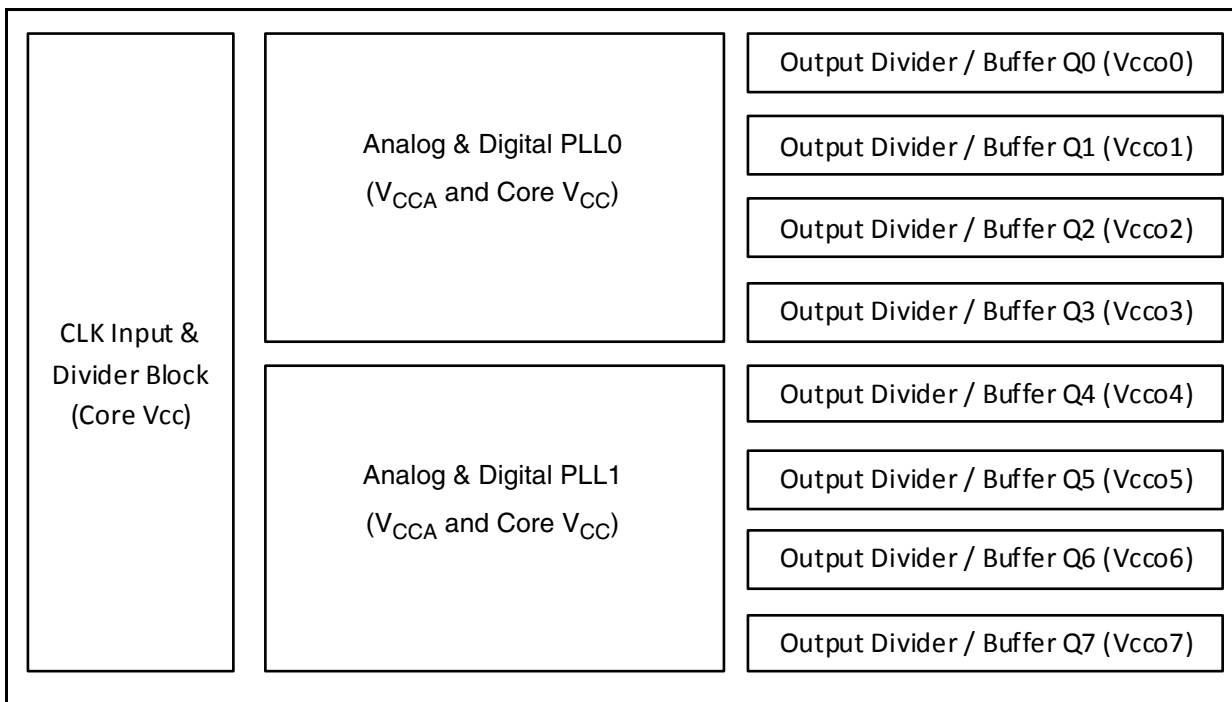 CLK Input &
Divider Block
(Core Vcc)
Analog & Digital PLL0
(VCCA and Core VCC)
Analog & Digital PLL1
(VCCA and Core VCC)
Output Divider / Buffer Q0 (Vcco0)
Output Divider / Buffer Q1 (Vcco1)
Output Divider / Buffer Q2 (Vcco2)
Output Divider / Buffer Q3 (Vcco3)
Output Divider / Buffer Q4 (Vcco4)
Output Divider / Buffer Q5 (Vcco5)
Output Divider / Buffer Q6 (Vcco6)
Output Divider / Buffer Q7 (Vcco7)